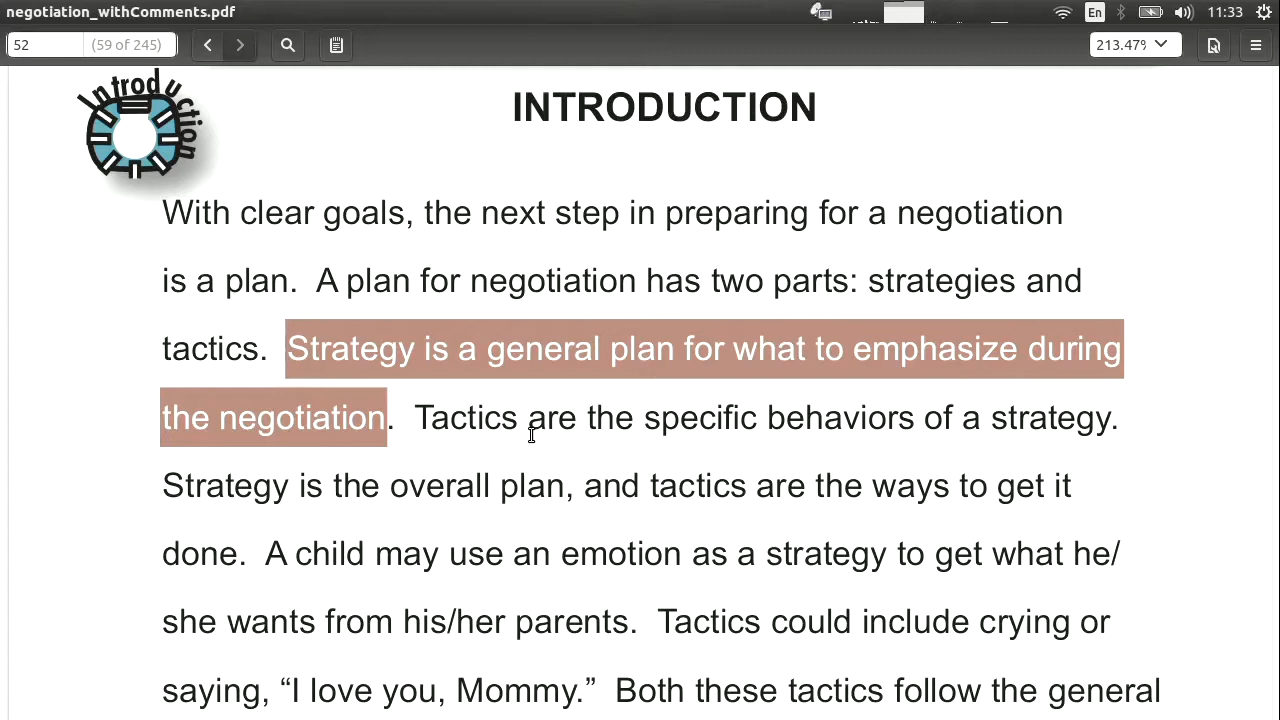 negotiation_withComments.pdf
En
11:33
52 (59 of 245)
213.47%
Introduction
INTRODUCTION
With clear goals, the next step in preparing for a negotiation
is a plan. A plan for negotiation has two parts: strategies and
tactics. Strategy is a general plan for what to emphasize during
the negotiation. Tactics are the specific behaviors of a strategy.
Strategy is the overall plan, and tactics are the ways to get it
done. A child may use an emotion as a strategy to get what he/
she wants from his/her parents. Tactics could include crying or
saying, “I love you, Mommy.” Both these tactics follow the general